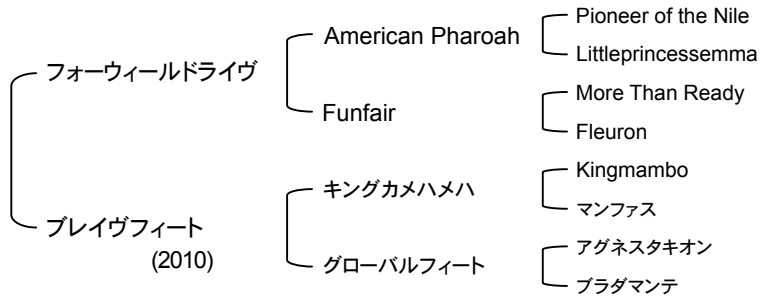 フォーウィールドライヴ
American Pharoah
Pioneer of the Nile
Littleprincessemma
Funfair
More Than Ready
Fleuron
ブレイヴフィート
(2010)
キングカメハメハ
Kingmambo
マンファス
グローバルフィート
アグネスタキオン
ブラダマンテ